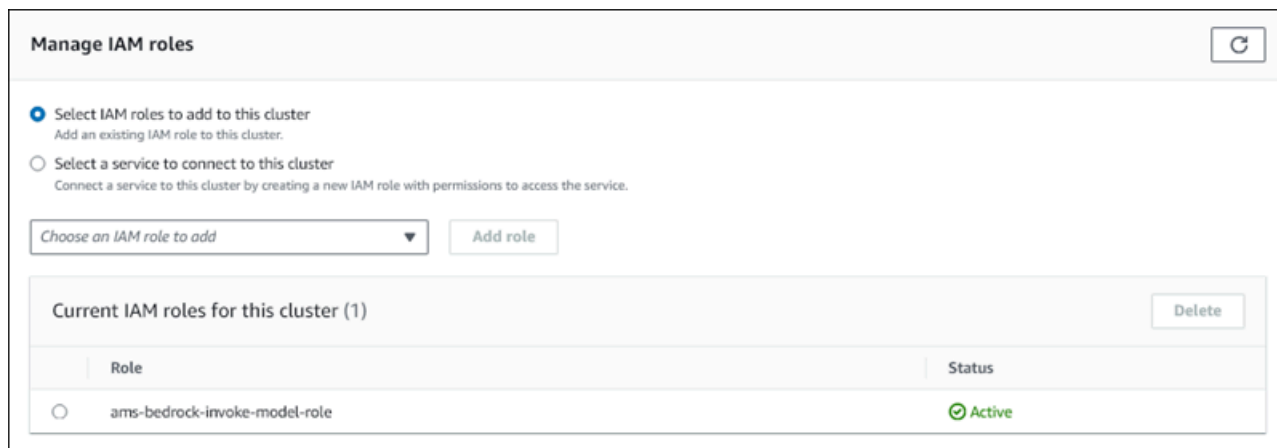 Manage IAM roles
Select IAM roles to add to this cluster
Add an existing IAM role to this cluster.
Select a service to connect to this cluster
Connect a service to this cluster by creating a new IAM role with permissions to access the service.
Choose an IAM role to add
Add role
Current IAM roles for this cluster (1)
Delete
Role
Status
ams-bedrock-invoke-model-role
Active